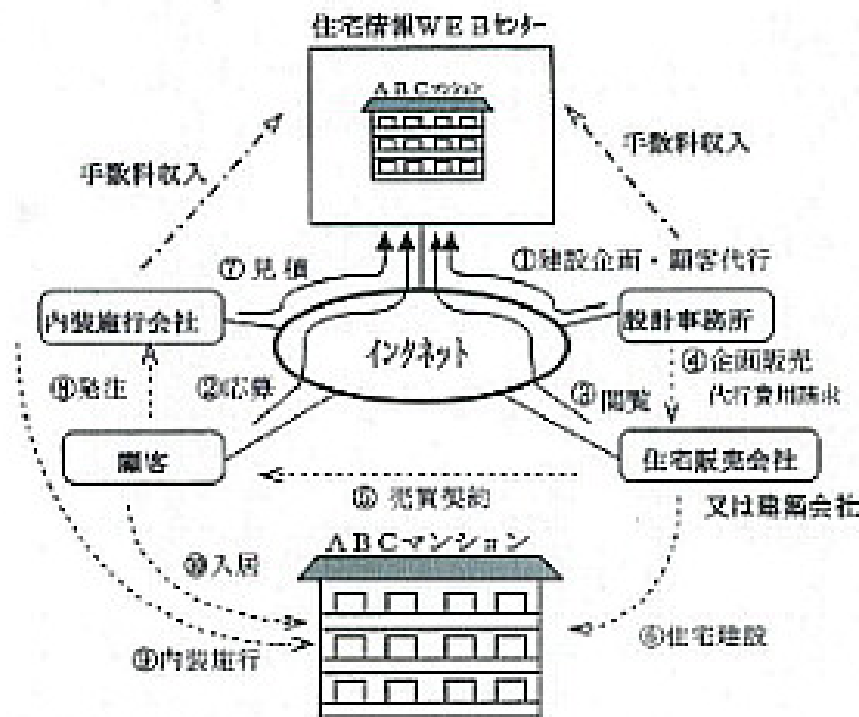 住宅情報WEBセンター
ABCマンション
手数料収入
手数料収入
⑦見積
①建設企画・顧客代行
内装施行会社
設計事務所
インタネット
④企画販売
代行費用請求
⑧発注
②応募
③閲覧
顧客
住宅販売会社
⑤ 売買契約
又は建築会社
ABCマンション
⑩入居
⑥住宅建設
⑨内装施行